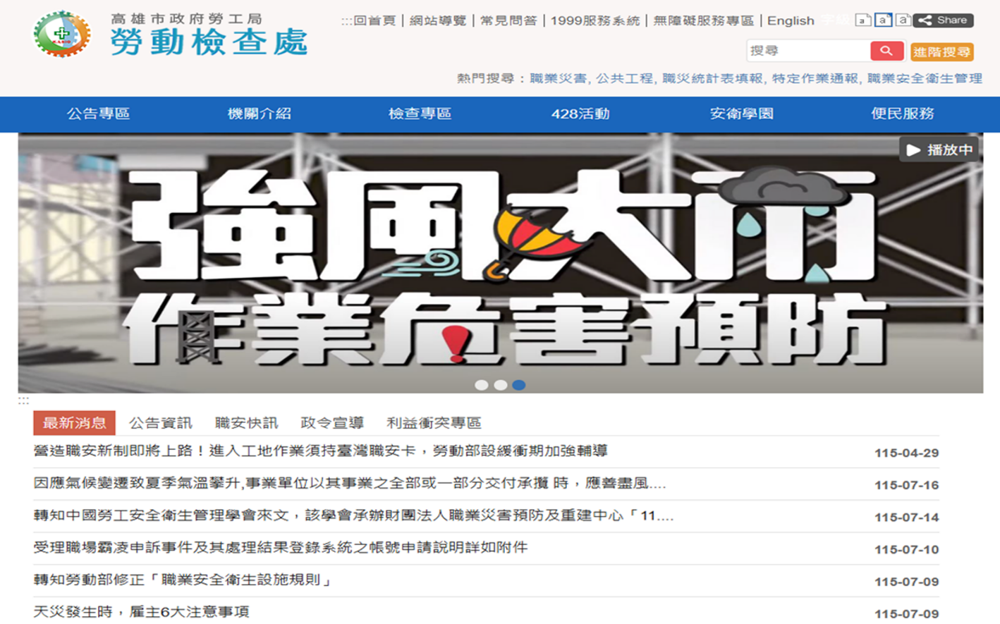 高雄市政府勞工局
勞動檢查處
:::回首頁 | 網站導覽 | 常見問答 | 1999服務系統 | 無障礙服務專區 | English 字級 a a a Share
搜尋
進階搜尋
熱門搜尋：職業災害, 公共工程, 職災統計表填報, 特定作業通報, 職業安全衛生管理
公告專區 機關介紹 檢查專區 428活動 安衛學園 便民服務
播放中
強風大雨
作業危害預防
:::
最新消息 公告資訊 職安快訊 政令宣導 利益衝突專區
營造職安新制即將上路！進入工地作業須持臺灣職安卡，勞動部設緩衝期加強輔導 115-04-29
因應氣候變遷致夏季氣溫攀升,事業單位以其事業之全部或一部分交付承攬 時，應善盡風.... 115-07-16
轉知中國勞工安全衛生管理學會來文，該學會承辦財團法人職業災害預防及重建中心「11.... 115-07-14
受理職場霸凌申訴事件及其處理結果登錄系統之帳號申請說明詳如附件 115-07-10
轉知勞動部修正「職業安全衛生設施規則」 115-07-09
天災發生時，雇主6大注意事項 115-07-09